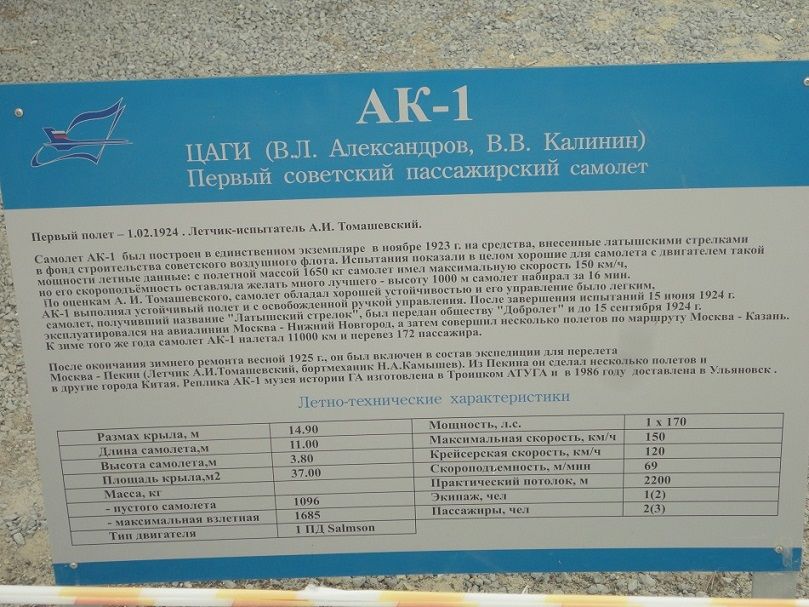 АК-1
ЦАГИ (В.Л. Александров, В.В. Калинин)
Первый советский пассажирский самолет
Первый полет – 1.02.1924 . Летчик-испытатель А.И. Томашевский.
Самолет АК-1 был построен в единственном экземпляре в ноябре 1923 г. на средства, внесенные латышскими стрелками
в фонд строительства советского воздушного флота. Испытания показали в целом хорошие для самолета с двигателем такой
мощности летные данные: с полетной массой 1650 кг самолет имел максимальную скорость 150 км/ч,
но его скороподъёмность оставляла желать много лучшего - высоту 1000 м самолет набирал за 16 мин.
По оценкам А. И. Томашевского, самолет обладал хорошей устойчивостью и его управление было легким,
АК-1 выполнял устойчивый полет и с освобожденной ручкой управления. После завершения испытаний 15 июня 1924 г.
самолет, получивший название "Латышский стрелок", был передан обществу "Добролет" и до 15 сентября 1924 г.
эксплуатировался на авиалинии Москва - Нижний Новгород, а затем совершил несколько полетов по маршруту Москва - Казань.
К зиме того же года самолет АК-1 налетал 11000 км и перевез 172 пассажира.
После окончания зимнего ремонта весной 1925 г., он был включен в состав экспедиции для перелета
Москва - Пекин (Летчик А.И.Томашевский, бортмеханик Н.А.Камышев). Из Пекина он сделал несколько полетов и
в другие города Китая. Реплика АК-1 музея истории ГА изготовлена в Троицком АТУГА и в 1986 году доставлена в Ульяновск .
Летно-технические характеристики
Размах крыла, м 14.90 Мощность, л.с. 1 x 170
Длина самолета,м 11.00 Максимальная скорость, км/ч 150
Высота самолета,м 3.80 Крейсерская скорость, км/ч 120
Площадь крыла,м2 37.00 Скороподъемность, м/мин 69
Масса, кг Практический потолок, м 2200
- пустого самолета 1096 Экипаж, чел 1(2)
- максимальная взлетная 1685 Пассажиры, чел 2(3)
Тип двигателя 1 ПД Salmson